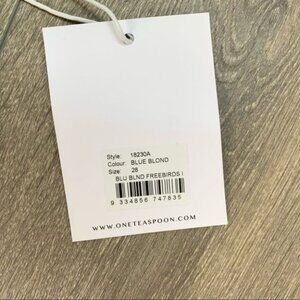 Style: 18230A
Colour: BLUE BLOND
Size: 28
BLU BLND FREEBIRDS I
9 334856 747835
WWW.ONETEASPOON.COM